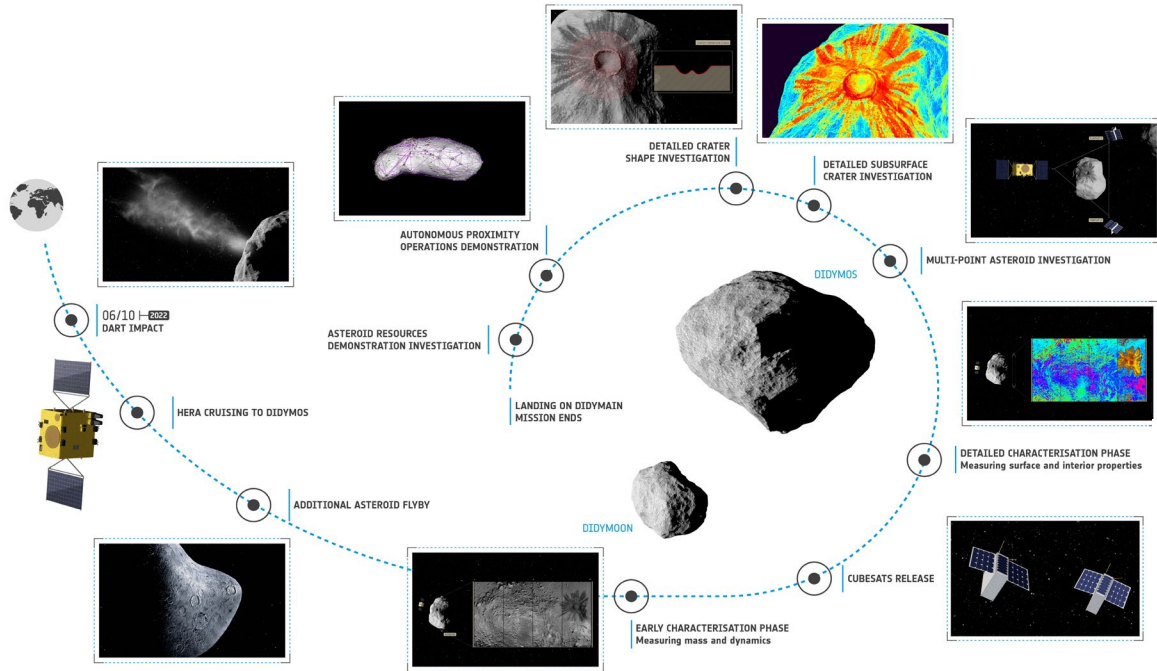 06/10 2022
DART IMPACT
HERA CRUISING TO DIDYMOS
ADDITIONAL ASTEROID FLYBY
EARLY CHARACTERISATION PHASE
Measuring mass and dynamics
CUBESATS RELEASE
DETAILED CHARACTERISATION PHASE
Measuring surface and interior properties
MULTI-POINT ASTEROID INVESTIGATION
DETAILED SUBSURFACE
CRATER INVESTIGATION
DETAILED CRATER
SHAPE INVESTIGATION
AUTONOMOUS PROXIMITY
OPERATIONS DEMONSTRATION
ASTEROID RESOURCES
DEMONSTRATION INVESTIGATION
LANDING ON DIDYMAIN
MISSION ENDS
DIDYMOS
DIDYMOON